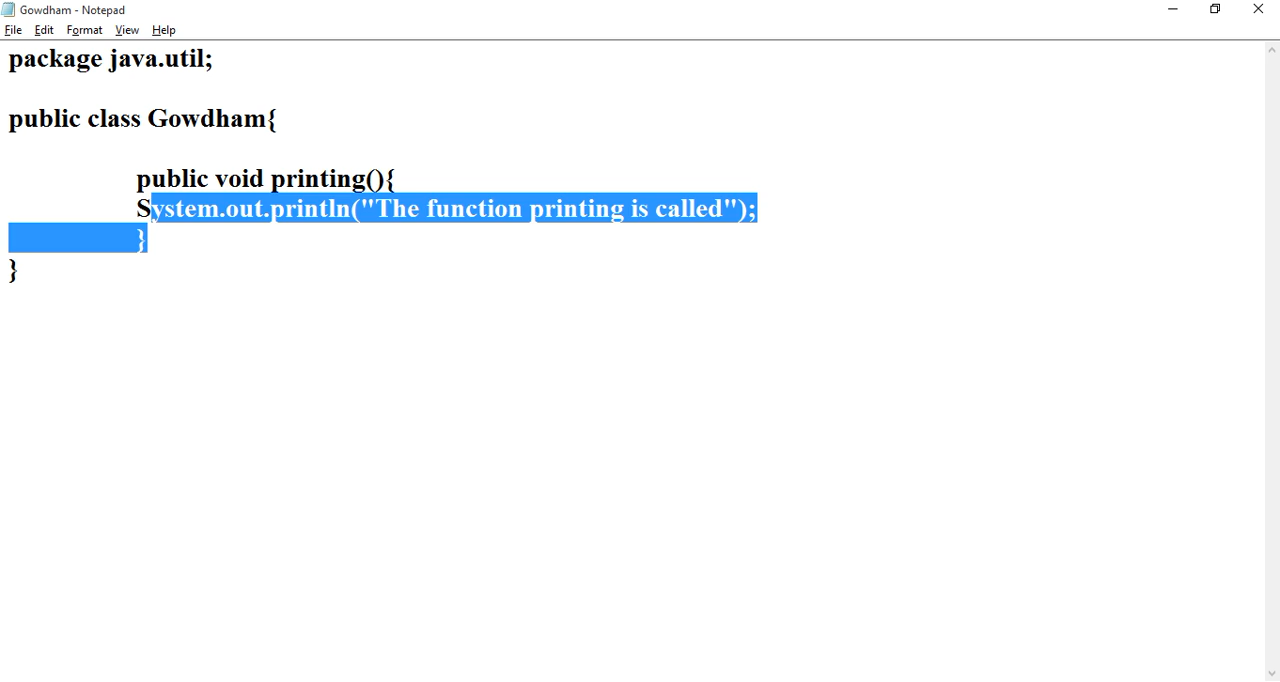 Gowdham - Notepad
File Edit Format View Help
package java.util;
public class Gowdham{
public void printing(){
System.out.println("The function printing is called");
}
}